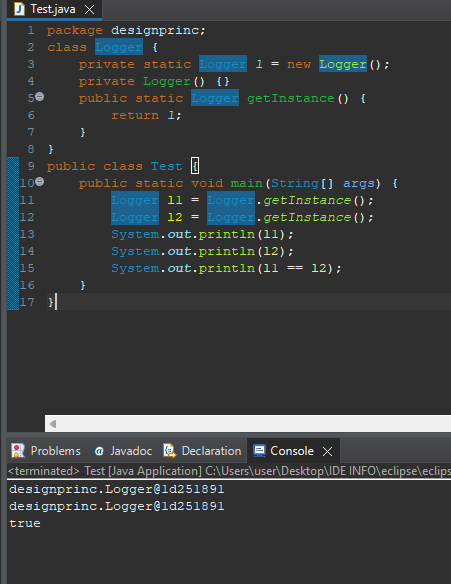 Test.java
1 package designprinc;
2 class Logger {
3     private static Logger l = new Logger();
4     private Logger() {}
5     public static Logger getInstance() {
6         return l;
7     }
8 }
9 public class Test {
10     public static void main(String[] args) {
11         Logger l1 = Logger.getInstance();
12         Logger l2 = Logger.getInstance();
13         System.out.println(l1);
14         System.out.println(l2);
15         System.out.println(l1 == l2);
16     }
17 }
Problems @ Javadoc Declaration Console
<terminated> Test [Java Application] C:\Users\user\Desktop\IDE INFO\eclipse\eclips
designprinc.Logger@1d251891
designprinc.Logger@1d251891
true